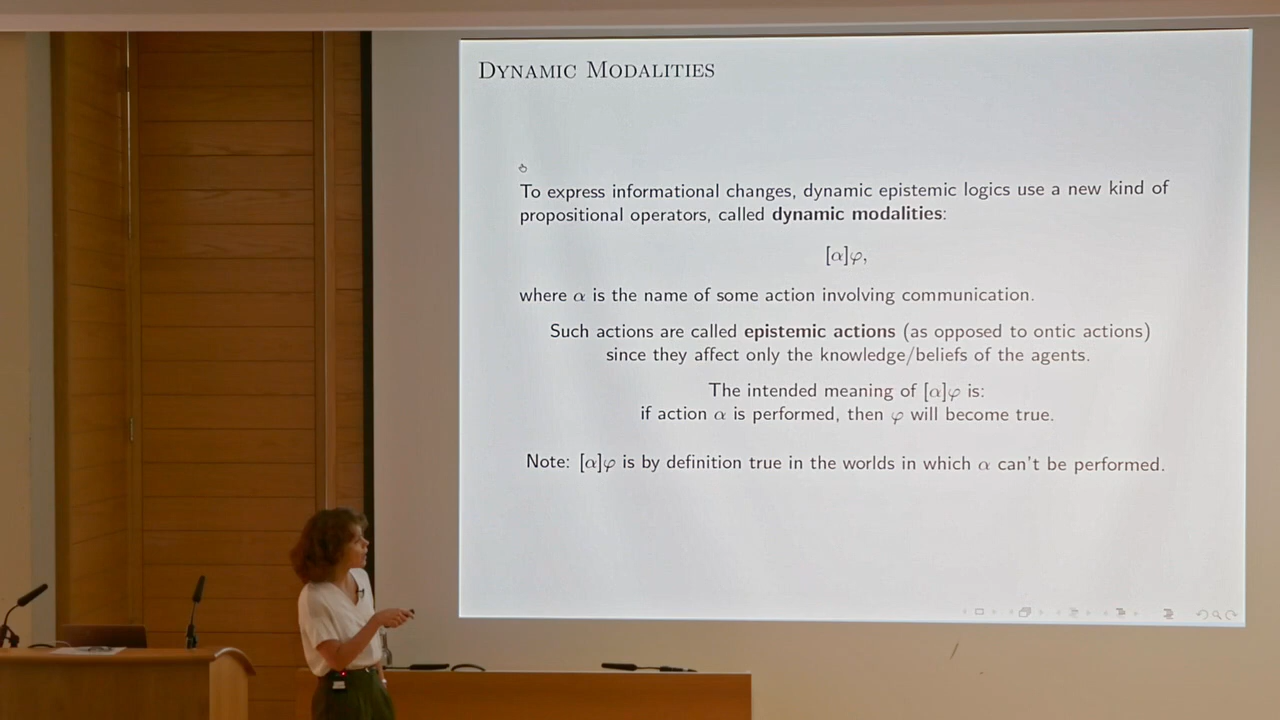 Dynamic Modalities
To express informational changes, dynamic epistemic logics use a new kind of
propositional operators, called dynamic modalities:
[α]φ,
where α is the name of some action involving communication.
Such actions are called epistemic actions (as opposed to ontic actions)
since they affect only the knowledge/beliefs of the agents.
The intended meaning of [α]φ is:
if action α is performed, then φ will become true.
Note: [α]φ is by definition true in the worlds in which α can't be performed.